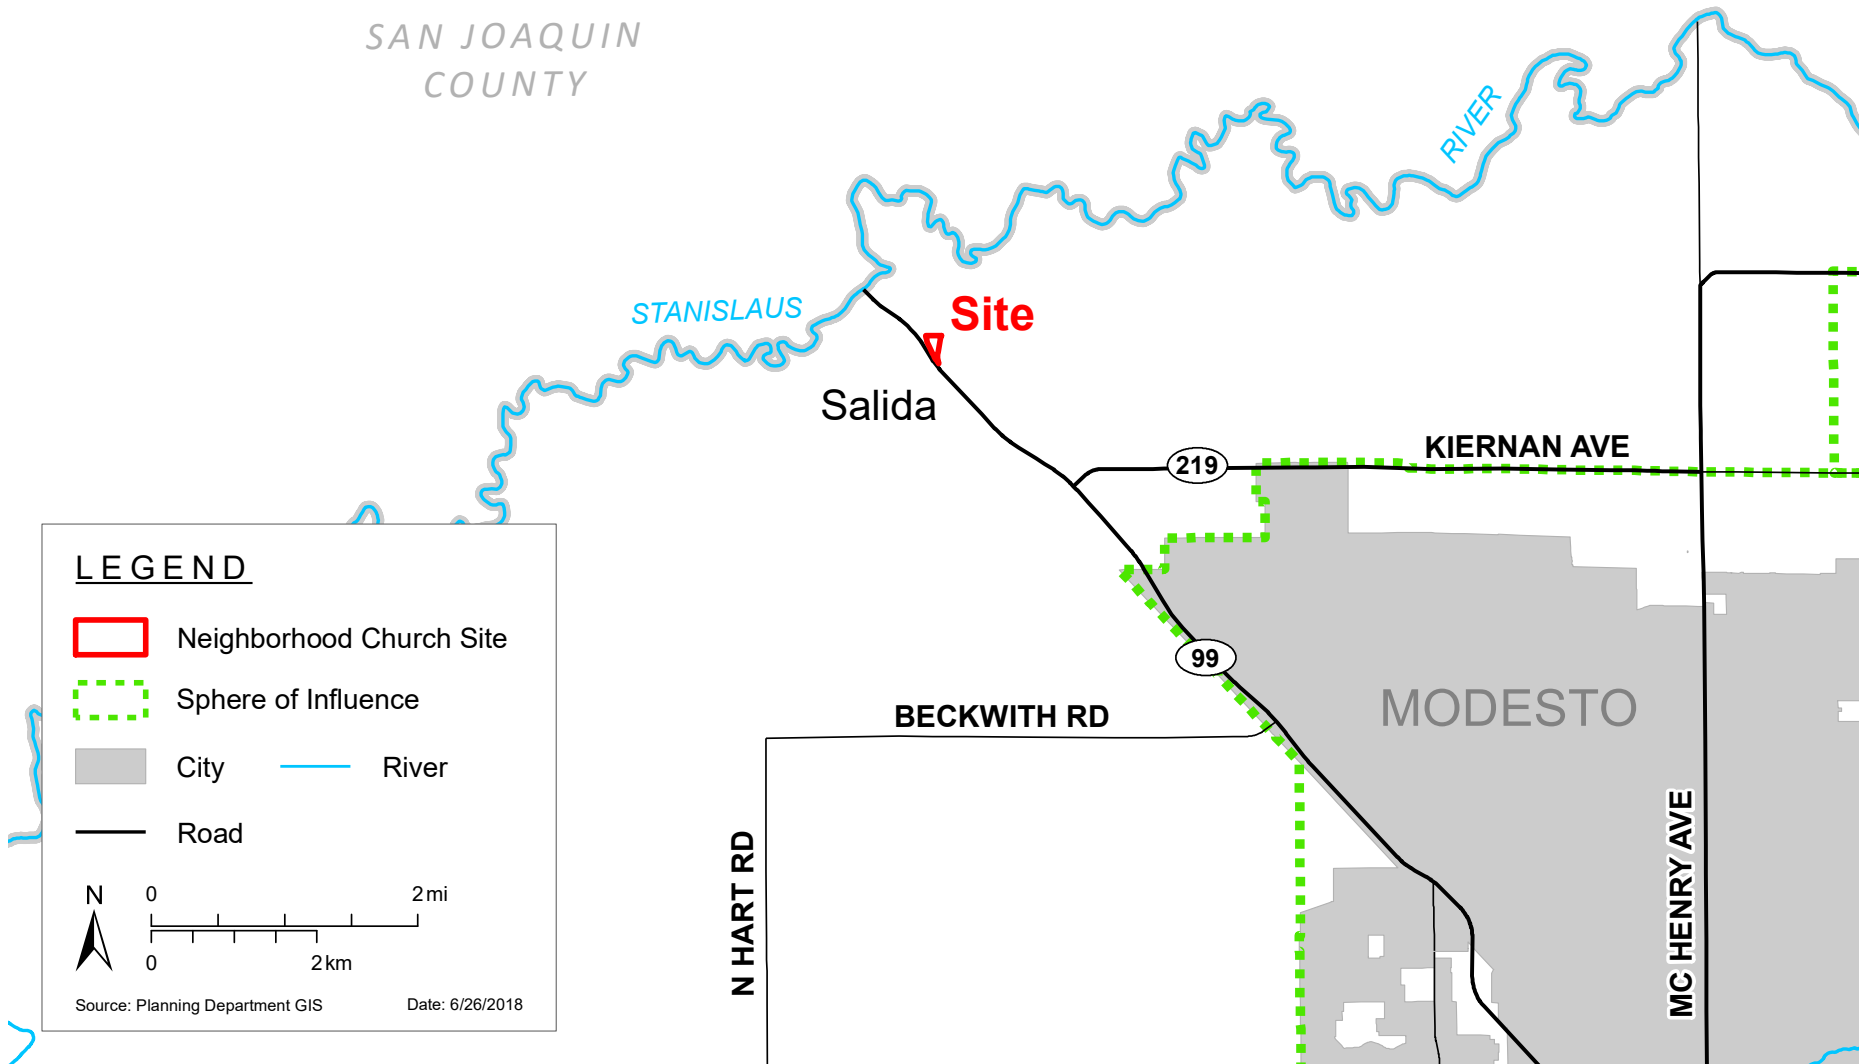 SAN JOAQUIN
COUNTY
RIVER
STANISLAUS
Site
Salida
KIERNAN AVE
219
99
MODESTO
BECKWITH RD
N HART RD
MC HENRY AVE
LEGEND
Neighborhood Church Site
Sphere of Influence
City
River
Road
N
0 2 mi
0 2 km
Source: Planning Department GIS Date: 6/26/2018